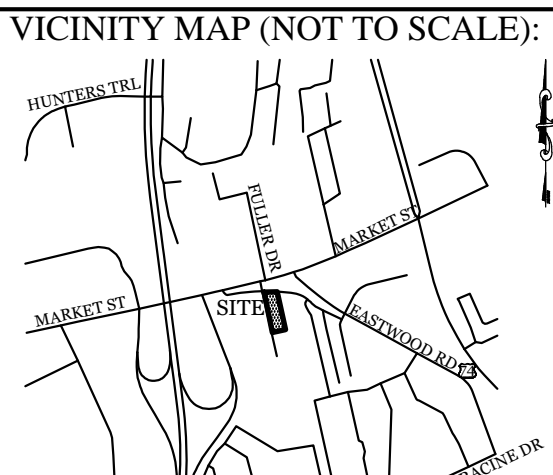 VICINITY MAP (NOT TO SCALE):
HUNTERS TRL
FULLER DR
MARKET ST
MARKET ST
SITE
EASTWOOD RD
74
RACINE DR